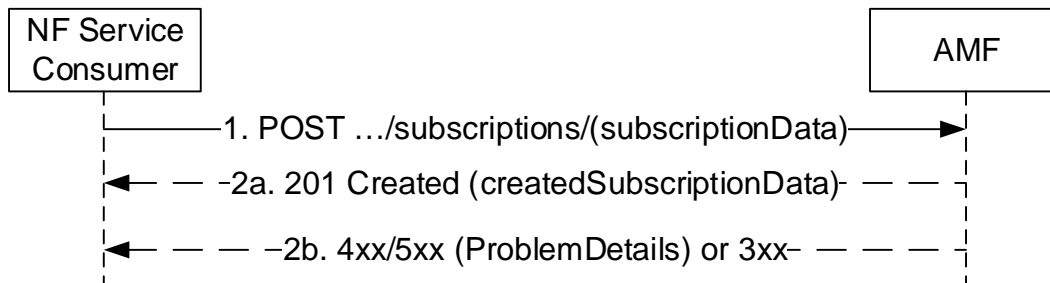 NF Service
Consumer
AMF
1. POST …/subscriptions/(subscriptionData)
2a. 201 Created (createdSubscriptionData)
2b. 4xx/5xx (ProblemDetails) or 3xx